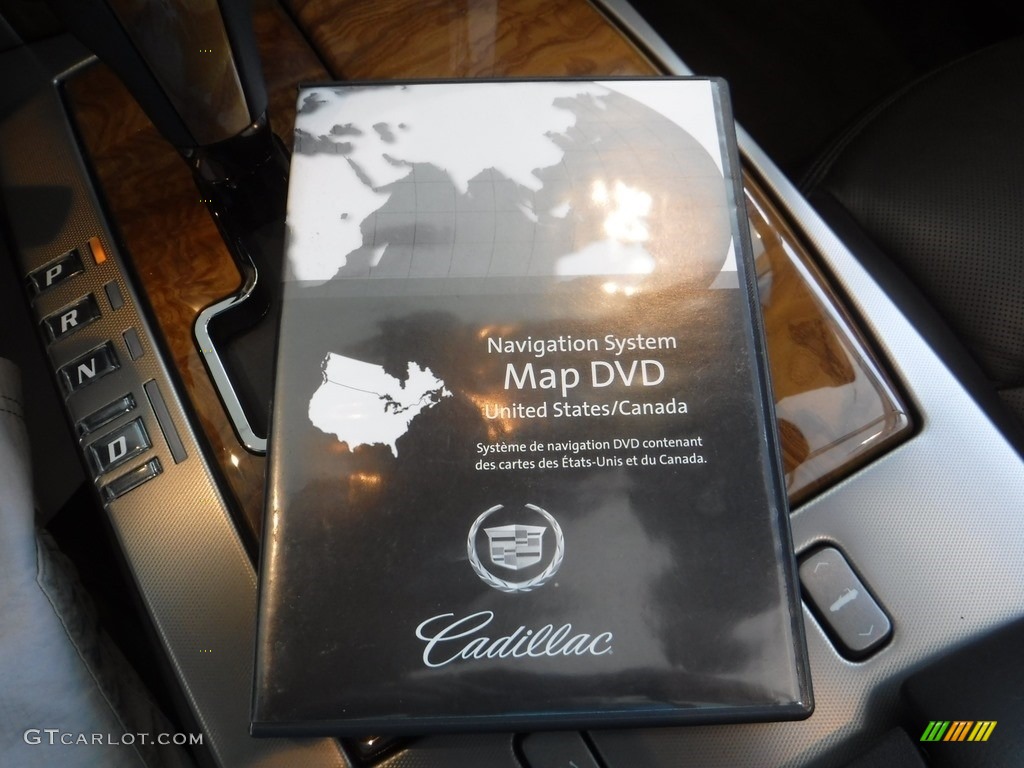 P
R
N
D
Navigation System
Map DVD
United States/Canada
Système de navigation DVD contenant
des cartes des États-Unis et du Canada.
Cadillac
GTCARLOT.COM